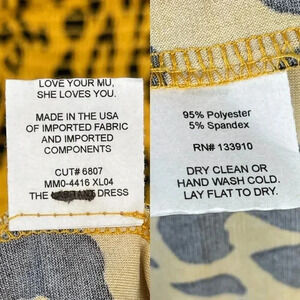 LOVE YOUR MU,
SHE LOVES YOU.
MADE IN THE USA
OF IMPORTED FABRIC
AND IMPORTED
COMPONENTS
CUT# 6807
MM0-4416 XL04
THE DRESS
95% Polyester
5% Spandex
RN# 133910
DRY CLEAN OR
HAND WASH COLD.
LAY FLAT TO DRY.